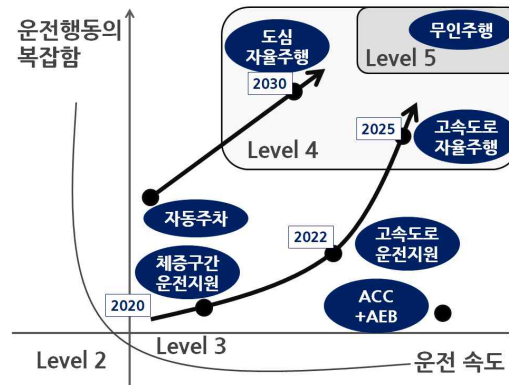 운전행동의
복잡함
도심
자율주행
무인주행
Level 5
2030
2025
고속도로
자율주행
Level 4
자동주차
2022
고속도로
운전지원
체증구간
운전지원
2020
ACC
+AEB
Level 2
Level 3
운전 속도